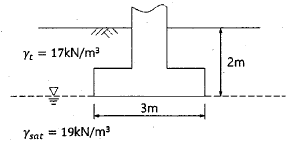 γt = 17kN/m³
2m
3m
γsat = 19kN/m³